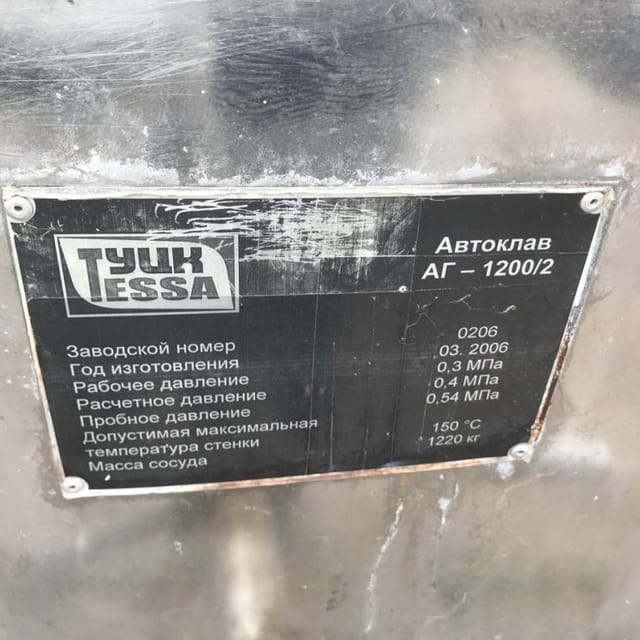 ТУЦК
TESSA
Автоклав
АГ – 1200/2
Заводской номер 0206
Год изготовления 03. 2006
Рабочее давление 0,3 МПа
Расчетное давление 0,4 МПа
Пробное давление 0,54 МПа
Допустимая максимальная
температура стенки 150 °С
Масса сосуда 1220 кг